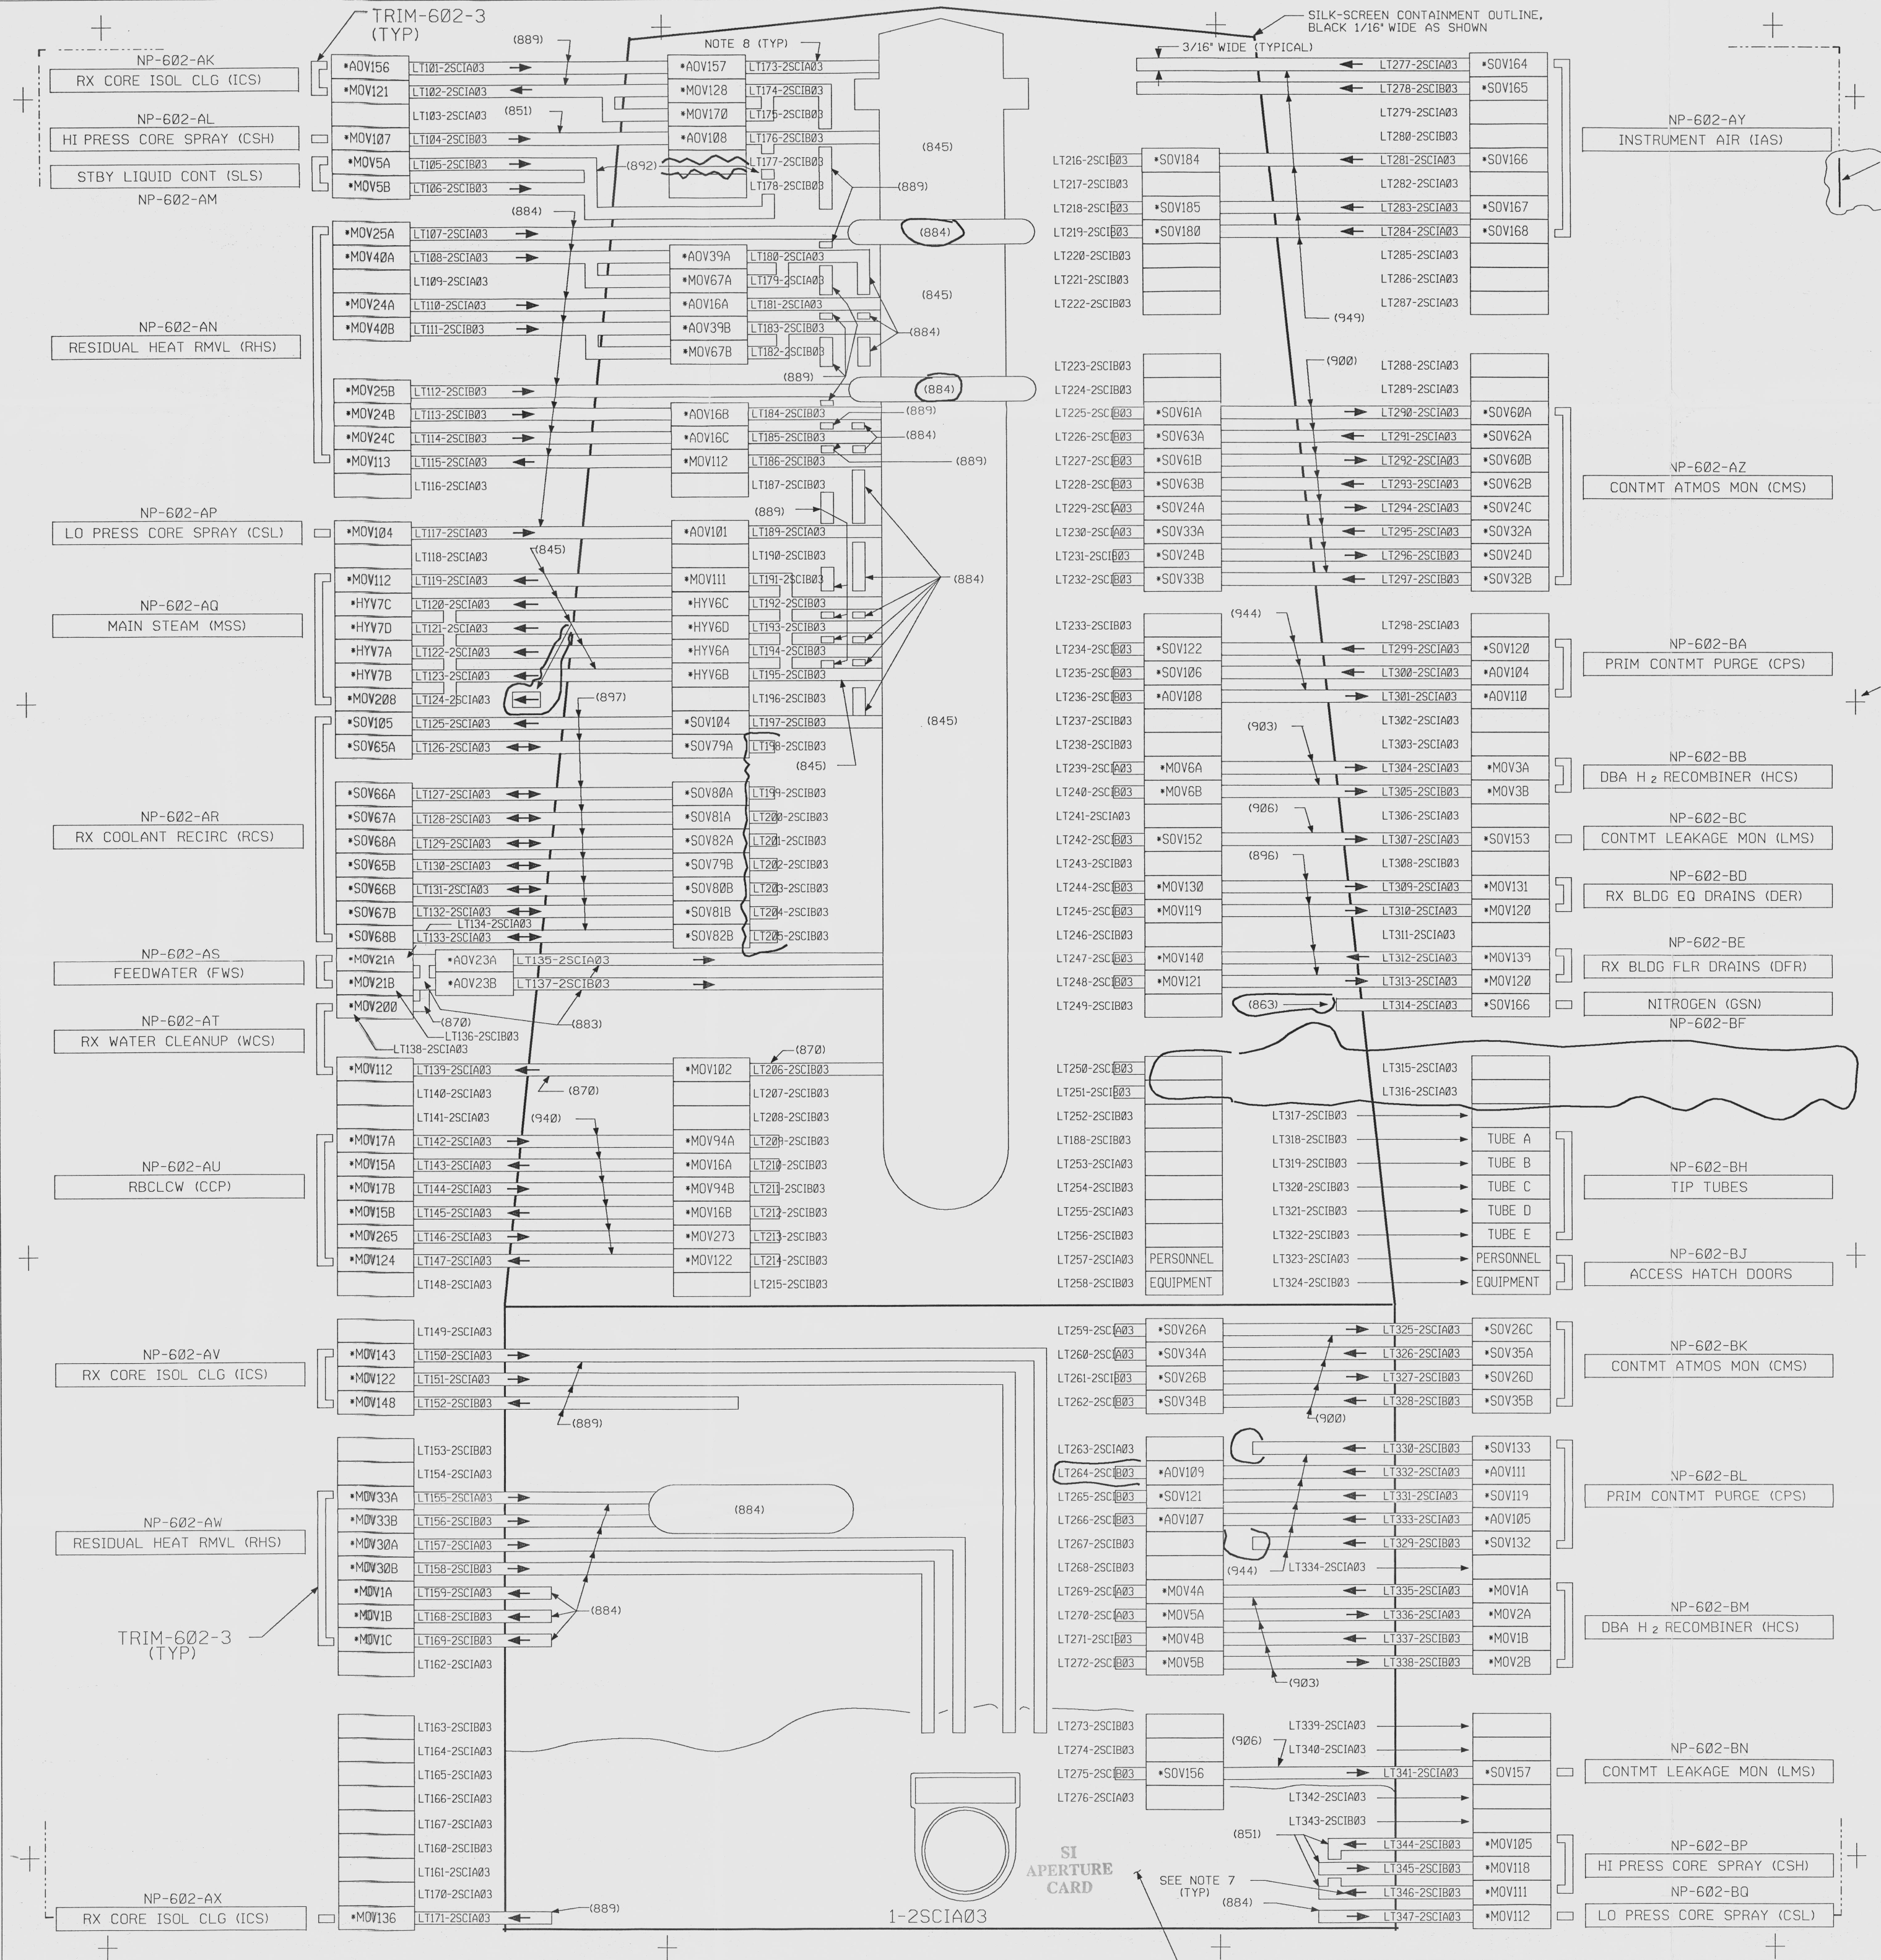 TRIM-602-3
(TYP)
SILK-SCREEN CONTAINMENT OUTLINE,
BLACK 1/16" WIDE AS SHOWN
(889)
NOTE 8 (TYP)
3/16" WIDE (TYPICAL)
NP-602-AK
RX CORE ISOL CLG (ICS)
*AOV156 LT101-2SCIA03 *AOV157 LT173-2SCIA03
*MOV121 LT102-2SCIA03 *MOV128 LT174-2SCIB03
LT103-2SCIA03 (851) *MOV170 LT175-2SCIB03
NP-602-AL
HI PRESS CORE SPRAY (CSH)
*MOV107 LT104-2SCIB03 *AOV108 LT176-2SCIB03
(845)
STBY LIQUID CONT (SLS)
NP-602-AM
*MOV5A LT105-2SCIB03 (892) LT177-2SCIB03
*MOV5B LT106-2SCIB03 LT178-2SCIB03 (889)
(884)
*MOV25A LT107-2SCIA03 (884)
*MOV40A LT108-2SCIA03 *AOV39A LT180-2SCIA03
LT109-2SCIA03 *MOV67A LT179-2SCIA03 (845)
*MOV24A LT110-2SCIA03 *AOV16A LT181-2SCIA03
*MOV40B LT111-2SCIB03 *AOV39B LT183-2SCIB03 (884)
NP-602-AN
RESIDUAL HEAT RMVL (RHS)
*MOV67B LT182-2SCIB03
(889)
*MOV25B LT112-2SCIB03 (884)
*MOV24B LT113-2SCIB03 *AOV16B LT184-2SCIB03 (889)
*MOV24C LT114-2SCIB03 *AOV16C LT185-2SCIB03 (884)
*MOV113 LT115-2SCIA03 *MOV112 LT186-2SCIB03 (889)
LT116-2SCIA03 LT187-2SCIB03
(889)
NP-602-AP
LO PRESS CORE SPRAY (CSL)
*MOV104 LT117-2SCIA03 *AOV101 LT189-2SCIA03
LT118-2SCIA03 (845) LT190-2SCIB03
*MOV112 LT119-2SCIA03 *MOV111 LT191-2SCIB03 (884)
*HYV7C LT120-2SCIA03 *HYV6C LT192-2SCIB03
NP-602-AQ
MAIN STEAM (MSS)
*HYV7D LT121-2SCIA03 *HYV6D LT193-2SCIB03
*HYV7A LT122-2SCIA03 *HYV6A LT194-2SCIB03
*HYV7B LT123-2SCIA03 *HYV6B LT195-2SCIB03
*MOV208 LT124-2SCIA03 (897) LT196-2SCIB03
*SOV105 LT125-2SCIA03 *SOV104 LT197-2SCIB03 (845)
*SOV65A LT126-2SCIA03 *SOV79A LT198-2SCIB03
(845)
*SOV66A LT127-2SCIA03 *SOV80A LT199-2SCIB03
*SOV67A LT128-2SCIA03 *SOV81A LT200-2SCIB03
NP-602-AR
RX COOLANT RECIRC (RCS)
*SOV68A LT129-2SCIA03 *SOV82A LT201-2SCIB03
*SOV65B LT130-2SCIA03 *SOV79B LT202-2SCIB03
*SOV66B LT131-2SCIA03 *SOV80B LT203-2SCIB03
*SOV67B LT132-2SCIA03 *SOV81B LT204-2SCIB03
LT134-2SCIA03
*SOV68B LT133-2SCIA03 *SOV82B LT205-2SCIB03
NP-602-AS
FEEDWATER (FWS)
*MOV21A *AOV23A LT135-2SCIA03
*MOV21B *AOV23B LT137-2SCIB03
*MOV200 (870) (883)
LT136-2SCIB03
LT138-2SCIA03
NP-602-AT
RX WATER CLEANUP (WCS)
(870)
*MOV112 LT139-2SCIA03 *MOV102 LT206-2SCIB03
LT140-2SCIA03 (870) LT207-2SCIB03
LT141-2SCIA03 (940) LT208-2SCIB03
*MOV17A LT142-2SCIA03 *MOV94A LT209-2SCIB03
*MOV15A LT143-2SCIA03 *MOV16A LT210-2SCIB03
NP-602-AU
RBCLCW (CCP)
*MOV17B LT144-2SCIA03 *MOV94B LT211-2SCIB03
*MOV15B LT145-2SCIA03 *MOV16B LT212-2SCIB03
*MOV265 LT146-2SCIA03 *MOV273 LT213-2SCIB03
*MOV124 LT147-2SCIA03 *MOV122 LT214-2SCIB03
LT148-2SCIA03 LT215-2SCIB03
LT149-2SCIA03
NP-602-AV
RX CORE ISOL CLG (ICS)
*MOV143 LT150-2SCIA03
*MOV122 LT151-2SCIA03
*MOV148 LT152-2SCIB03
(889)
LT153-2SCIB03
LT154-2SCIA03
*MOV33A LT155-2SCIA03 (884)
NP-602-AW
RESIDUAL HEAT RMVL (RHS)
*MOV33B LT156-2SCIB03
*MOV30A LT157-2SCIA03
*MOV30B LT158-2SCIB03
*MOV1A LT159-2SCIA03
*MOV1B LT168-2SCIB03 (884)
*MOV1C LT169-2SCIB03
LT162-2SCIA03
TRIM-602-3
(TYP)
LT163-2SCIB03
LT164-2SCIA03
LT165-2SCIA03
LT166-2SCIA03
LT167-2SCIA03
LT160-2SCIB03
LT161-2SCIA03
LT170-2SCIA03
NP-602-AX
RX CORE ISOL CLG (ICS)
*MOV136 LT171-2SCIA03 (889)
1-2SCIA03
SI
APERTURE
CARD
LT277-2SCIA03 *SOV164
LT278-2SCIB03 *SOV165
LT279-2SCIA03
LT280-2SCIB03
NP-602-AY
INSTRUMENT AIR (IAS)
LT216-2SCIB03 *SOV184 LT281-2SCIA03 *SOV166
LT217-2SCIB03 LT282-2SCIA03
LT218-2SCIB03 *SOV185 LT283-2SCIA03 *SOV167
LT219-2SCIB03 *SOV180 LT284-2SCIA03 *SOV168
LT220-2SCIB03 LT285-2SCIA03
LT221-2SCIB03 LT286-2SCIA03
LT222-2SCIB03 LT287-2SCIA03
(949)
LT223-2SCIB03 (900) LT288-2SCIA03
LT224-2SCIB03 LT289-2SCIA03
LT225-2SCIB03 *SOV61A LT290-2SCIA03 *SOV60A
LT226-2SCIB03 *SOV63A LT291-2SCIA03 *SOV62A
LT227-2SCIB03 *SOV61B LT292-2SCIA03 *SOV60B
NP-602-AZ
CONTMT ATMOS MON (CMS)
LT228-2SCIB03 *SOV63B LT293-2SCIA03 *SOV62B
LT229-2SCIA03 *SOV24A LT294-2SCIA03 *SOV24C
LT230-2SCIA03 *SOV33A LT295-2SCIA03 *SOV32A
LT231-2SCIB03 *SOV24B LT296-2SCIB03 *SOV24D
LT232-2SCIB03 *SOV33B LT297-2SCIB03 *SOV32B
(944)
LT233-2SCIB03 LT298-2SCIA03
LT234-2SCIB03 *SOV122 LT299-2SCIA03 *SOV120
NP-602-BA
PRIM CONTMT PURGE (CPS)
LT235-2SCIB03 *SOV106 LT300-2SCIA03 *AOV104
LT236-2SCIB03 *AOV108 LT301-2SCIA03 *AOV110
LT237-2SCIB03 (903) LT302-2SCIA03
LT238-2SCIB03 LT303-2SCIA03
NP-602-BB
DBA H2 RECOMBINER (HCS)
LT239-2SCIA03 *MOV6A LT304-2SCIA03 *MOV3A
LT240-2SCIB03 *MOV6B LT305-2SCIB03 *MOV3B
LT241-2SCIA03 (906) LT306-2SCIA03
NP-602-BC
CONTMT LEAKAGE MON (LMS)
LT242-2SCIB03 *SOV152 LT307-2SCIA03 *SOV153
LT243-2SCIB03 (896) LT308-2SCIB03
NP-602-BD
RX BLDG EQ DRAINS (DER)
LT244-2SCIB03 *MOV130 LT309-2SCIA03 *MOV131
LT245-2SCIB03 *MOV119 LT310-2SCIA03 *MOV120
LT246-2SCIB03 LT311-2SCIA03
NP-602-BE
RX BLDG FLR DRAINS (DFR)
LT247-2SCIB03 *MOV140 LT312-2SCIA03 *MOV139
LT248-2SCIB03 *MOV121 LT313-2SCIA03 *MOV120
LT249-2SCIB03 (863) LT314-2SCIA03 *SOV166
NITROGEN (GSN)
NP-602-BF
LT250-2SCIB03 LT315-2SCIA03
LT251-2SCIB03 LT316-2SCIA03
LT252-2SCIB03 LT317-2SCIB03
LT188-2SCIB03 LT318-2SCIB03 TUBE A
LT253-2SCIA03 LT319-2SCIB03 TUBE B
NP-602-BH
TIP TUBES
LT254-2SCIB03 LT320-2SCIB03 TUBE C
LT255-2SCIA03 LT321-2SCIB03 TUBE D
LT256-2SCIB03 LT322-2SCIB03 TUBE E
LT257-2SCIA03 PERSONNEL LT323-2SCIA03 PERSONNEL
LT258-2SCIB03 EQUIPMENT LT324-2SCIB03 EQUIPMENT
NP-602-BJ
ACCESS HATCH DOORS
LT259-2SCIA03 *SOV26A LT325-2SCIA03 *SOV26C
LT260-2SCIA03 *SOV34A LT326-2SCIA03 *SOV35A
NP-602-BK
CONTMT ATMOS MON (CMS)
LT261-2SCIB03 *SOV26B LT327-2SCIB03 *SOV26D
LT262-2SCIB03 *SOV34B LT328-2SCIB03 *SOV35B
(900)
LT263-2SCIA03 LT330-2SCIB03 *SOV133
LT264-2SCIB03 *AOV109 LT332-2SCIA03 *AOV111
NP-602-BL
PRIM CONTMT PURGE (CPS)
LT265-2SCIB03 *SOV121 LT331-2SCIA03 *SOV119
LT266-2SCIB03 *AOV107 LT333-2SCIA03 *AOV105
LT267-2SCIB03 LT329-2SCIB03 *SOV132
LT268-2SCIB03 (944) LT334-2SCIA03
LT269-2SCIA03 *MOV4A LT335-2SCIA03 *MOV1A
LT270-2SCIA03 *MOV5A LT336-2SCIA03 *MOV2A
NP-602-BM
DBA H2 RECOMBINER (HCS)
LT271-2SCIB03 *MOV4B LT337-2SCIB03 *MOV1B
LT272-2SCIB03 *MOV5B LT338-2SCIB03 *MOV2B
(903)
LT273-2SCIB03 LT339-2SCIA03
LT274-2SCIB03 (906) LT340-2SCIA03
NP-602-BN
CONTMT LEAKAGE MON (LMS)
LT275-2SCIB03 *SOV156 LT341-2SCIA03 *SOV157
LT276-2SCIA03 LT342-2SCIA03
LT343-2SCIB03
(851) LT344-2SCIB03 *MOV105
NP-602-BP
HI PRESS CORE SPRAY (CSH)
LT345-2SCIB03 *MOV118
SEE NOTE 7
(TYP)
LT346-2SCIB03 *MOV111
(884)
LT347-2SCIA03 *MOV112
NP-602-BQ
LO PRESS CORE SPRAY (CSL)